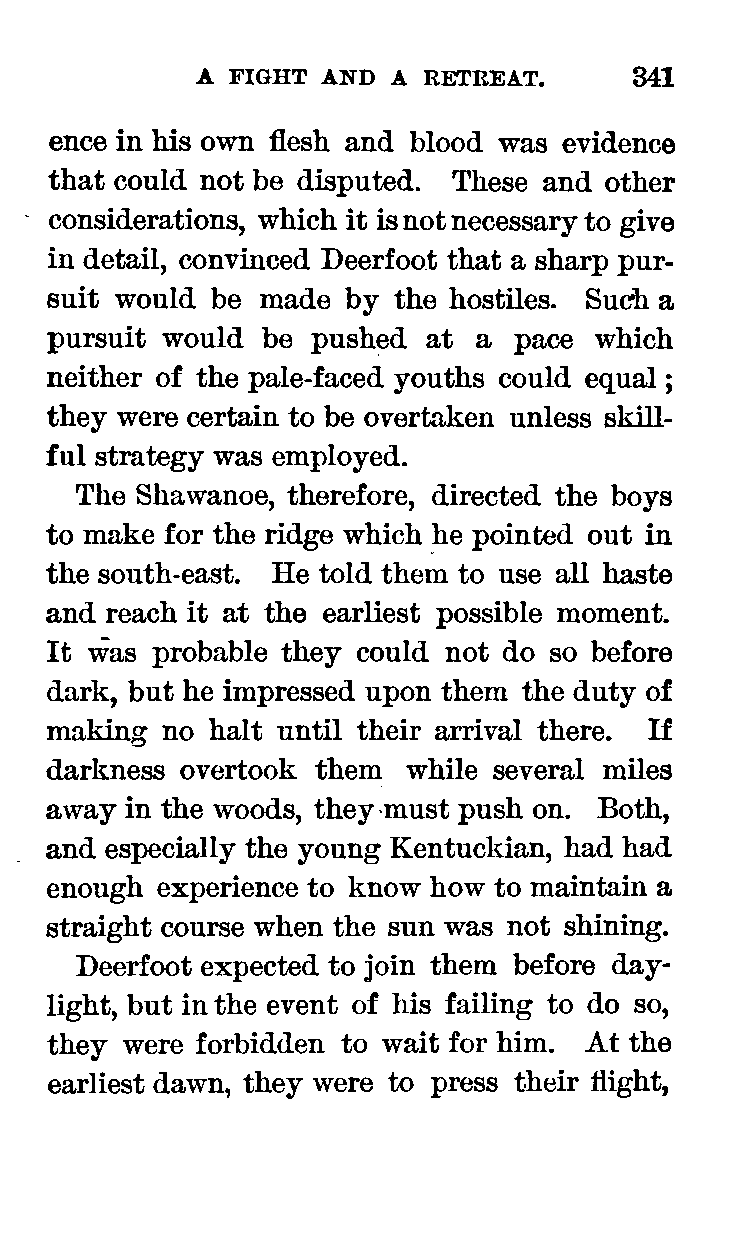 A FIGHT AND A RETREAT. 341
ence in his own flesh and blood was evidence
that could not be disputed. These and other
considerations, which it is not necessary to give
in detail, convinced Deerfoot that a sharp pur-
suit would be made by the hostiles. Such a
pursuit would be pushed at a pace which
neither of the pale-faced youths could equal;
they were certain to be overtaken unless skill-
ful strategy was employed.
The Shawanoe, therefore, directed the boys
to make for the ridge which he pointed out in
the south-east. He told them to use all haste
and reach it at the earliest possible moment.
It was probable they could not do so before
dark, but he impressed upon them the duty of
making no halt until their arrival there. If
darkness overtook them while several miles
away in the woods, they must push on. Both,
and especially the young Kentuckian, had had
enough experience to know how to maintain a
straight course when the sun was not shining.
Deerfoot expected to join them before day-
light, but in the event of his failing to do so,
they were forbidden to wait for him. At the
earliest dawn, they were to press their flight,